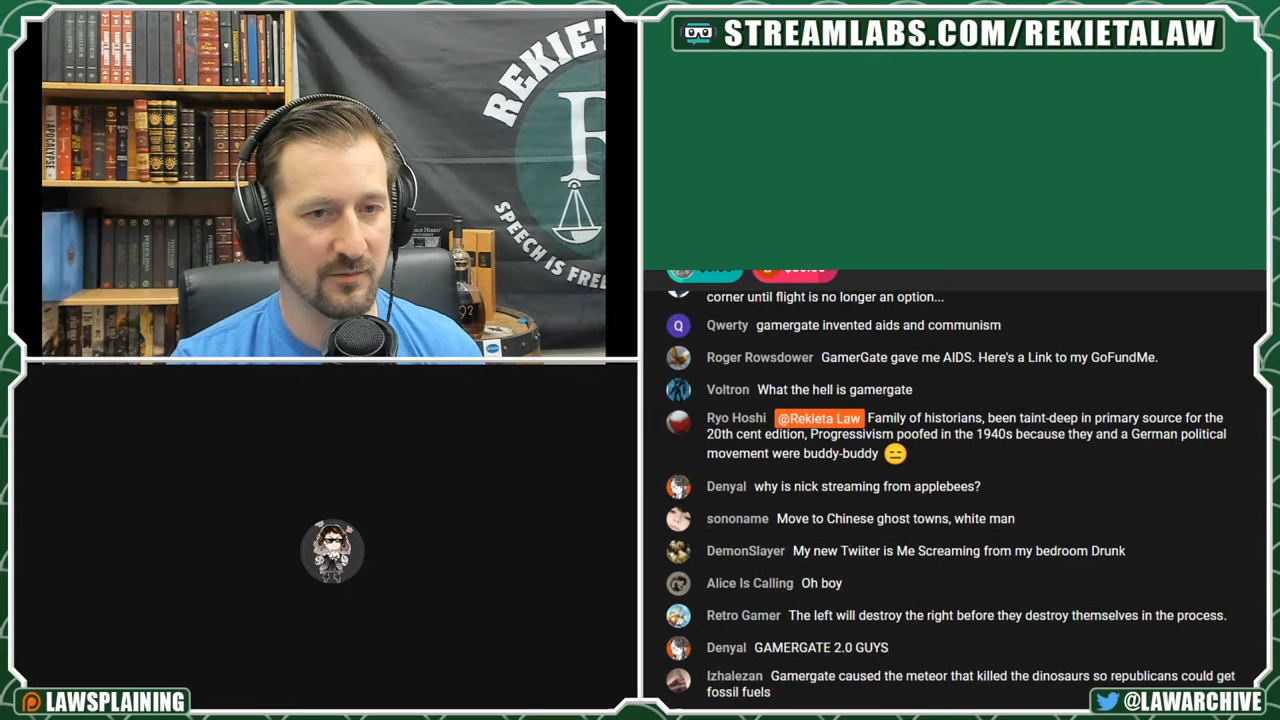 STREAMLABS.COM/REKIETALAW
REKIET
R
SPEECH IS FREE
APOCALYPSE
92
corner until flight is no longer an option...
Q
Qwerty gamergate invented aids and communism
Roger Rowsdower GamerGate gave me AIDS. Here's a Link to my GoFundMe.
Voltron What the hell is gamergate
Ryo Hoshi @Rekieta Law Family of historians, been taint-deep in primary source for the
20th cent edition, Progressivism poofed in the 1940s because they and a German political
movement were buddy-buddy 😑
Denyal why is nick streaming from applebees?
sononame Move to Chinese ghost towns, white man
DemonSlayer My new Twiiter is Me Screaming from my bedroom Drunk
Alice Is Calling Oh boy
Retro Gamer The left will destroy the right before they destroy themselves in the process.
Denyal GAMERGATE 2.0 GUYS
Izhalezan Gamergate caused the meteor that killed the dinosaurs so republicans could get
fossil fuels
LAWSPLAINING
@LAWARCHIVE